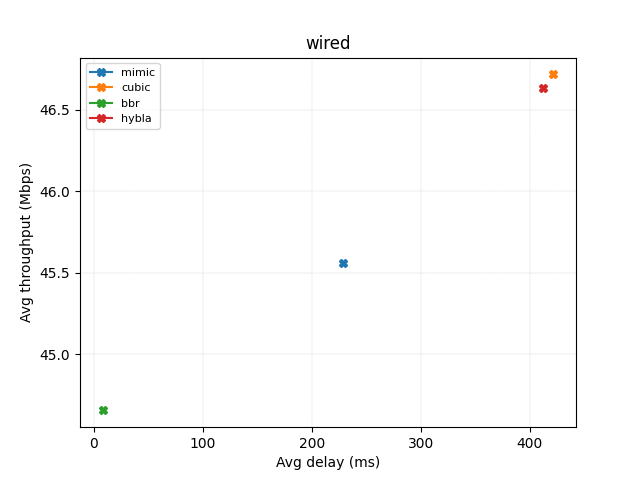 wired
mimic
cubic
bbr
hybla
Avg throughput (Mbps)
46.5
46.0
45.5
45.0
0 100 200 300 400
Avg delay (ms)